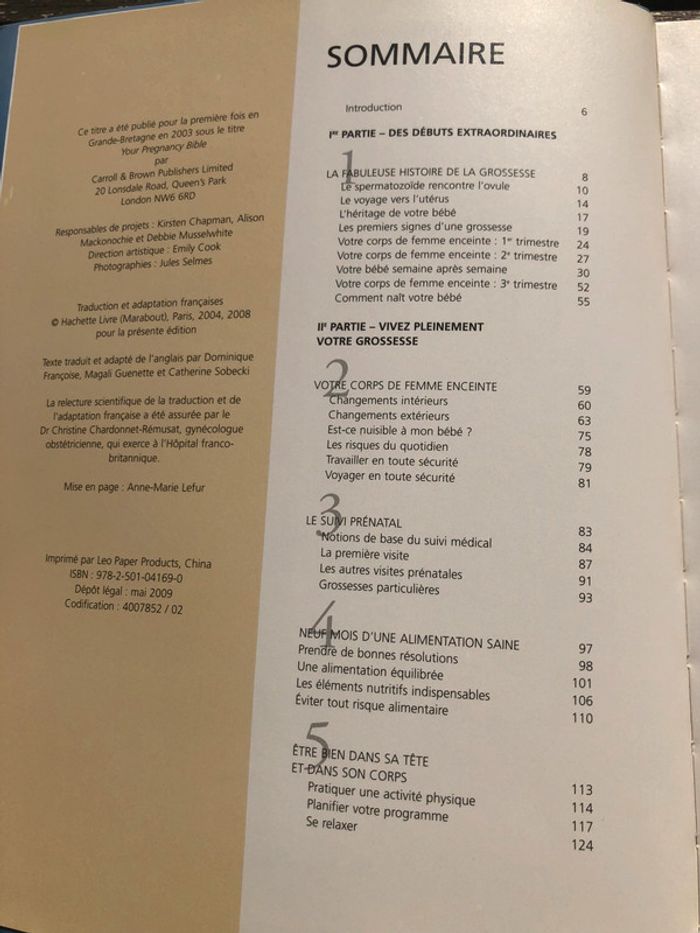 Ce titre a été publié pour la première fois en
Grande-Bretagne en 2003 sous le titre
Your Pregnancy Bible
par
Carroll & Brown Publishers Limited
20 Lonsdale Road, Queen's Park
London NW6 6RD
Responsables de projets : Kirsten Chapman, Alison
Mackonochie et Debbie Musselwhite
Direction artistique : Emily Cook
Photographies : Jules Selmes
Traduction et adaptation françaises
© Hachette Livre (Marabout), Paris, 2004, 2008
pour la présente édition
Texte traduit et adapté de l'anglais par Dominique
Françoise, Magali Guenette et Catherine Sobecki
La relecture scientifique de la traduction et de
l'adaptation française a été assurée par le
Dr Christine Chardonnet-Rémusat, gynécologue
obstétricienne, qui exerce à l'Hôpital franco-
britannique.
Mise en page : Anne-Marie Lefur
Imprimé par Leo Paper Products, China
ISBN : 978-2-501-04169-0
Dépôt légal : mai 2009
Codification : 4007852 / 02
SOMMAIRE
Introduction 6
Ire PARTIE – DES DÉBUTS EXTRAORDINAIRES
1
LA FABULEUSE HISTOIRE DE LA GROSSESSE 8
Le spermatozoïde rencontre l'ovule 10
Le voyage vers l'utérus 14
L'héritage de votre bébé 17
Les premiers signes d'une grossesse 19
Votre corps de femme enceinte : 1er trimestre 24
Votre corps de femme enceinte : 2e trimestre 27
Votre bébé semaine après semaine 30
Votre corps de femme enceinte : 3e trimestre 52
Comment naît votre bébé 55
IIe PARTIE – VIVEZ PLEINEMENT
VOTRE GROSSESSE
2
VOTRE CORPS DE FEMME ENCEINTE 59
Changements intérieurs 60
Changements extérieurs 63
Est-ce nuisible à mon bébé ? 75
Les risques du quotidien 78
Travailler en toute sécurité 79
Voyager en toute sécurité 81
3
LE SUIVI PRÉNATAL 83
Notions de base du suivi médical 84
La première visite 87
Les autres visites prénatales 91
Grossesses particulières 93
4
NEUF MOIS D'UNE ALIMENTATION SAINE 97
Prendre de bonnes résolutions 98
Une alimentation équilibrée 101
Les éléments nutritifs indispensables 106
Éviter tout risque alimentaire 110
5
ÊTRE BIEN DANS SA TÊTE
ET DANS SON CORPS 113
Pratiquer une activité physique 114
Planifier votre programme 117
Se relaxer 124